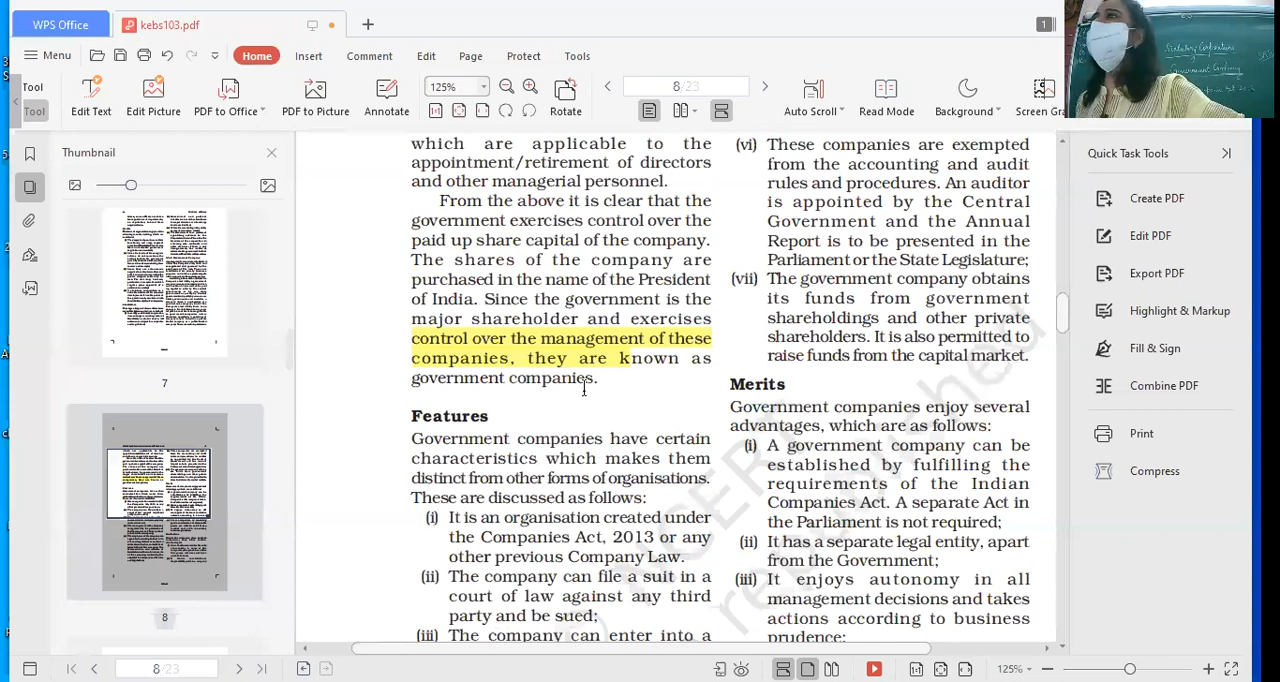 WPS Office
kebs103.pdf
1
Menu
Home
Insert
Comment
Edit
Page
Protect
Tools
Tool
Tool
Edit Text
Edit Picture
PDF to Office
PDF to Picture
Annotate
125%
Rotate
8/23
Auto Scroll
Read Mode
Background
Screen Gra
Statutory Corporations
Government Company
Thumbnail
7
8
which are applicable to the
appointment/retirement of directors
and other managerial personnel.
From the above it is clear that the
government exercises control over the
paid up share capital of the company.
The shares of the company are
purchased in the name of the President
of India. Since the government is the
major shareholder and exercises
control over the management of these
companies, they are known as
government companies.
Features
Government companies have certain
characteristics which makes them
distinct from other forms of organisations.
These are discussed as follows:
(i) It is an organisation created under
the Companies Act, 2013 or any
other previous Company Law.
(ii) The company can file a suit in a
court of law against any third
party and be sued;
(iii) The company can enter into a
(vi) These companies are exempted
from the accounting and audit
rules and procedures. An auditor
is appointed by the Central
Government and the Annual
Report is to be presented in the
Parliament or the State Legislature;
(vii) The government company obtains
its funds from government
shareholdings and other private
shareholders. It is also permitted to
raise funds from the capital market.
Merits
Government companies enjoy several
advantages, which are as follows:
(i) A government company can be
established by fulfilling the
requirements of the Indian
Companies Act. A separate Act in
the Parliament is not required;
(ii) It has a separate legal entity, apart
from the Government;
(iii) It enjoys autonomy in all
management decisions and takes
actions according to business
prudence;
© NCERT
republished
Quick Task Tools
Create PDF
Edit PDF
Export PDF
Highlight & Mark
Fill & Sign
Combine PDF
Print
Compress
8/23
125%